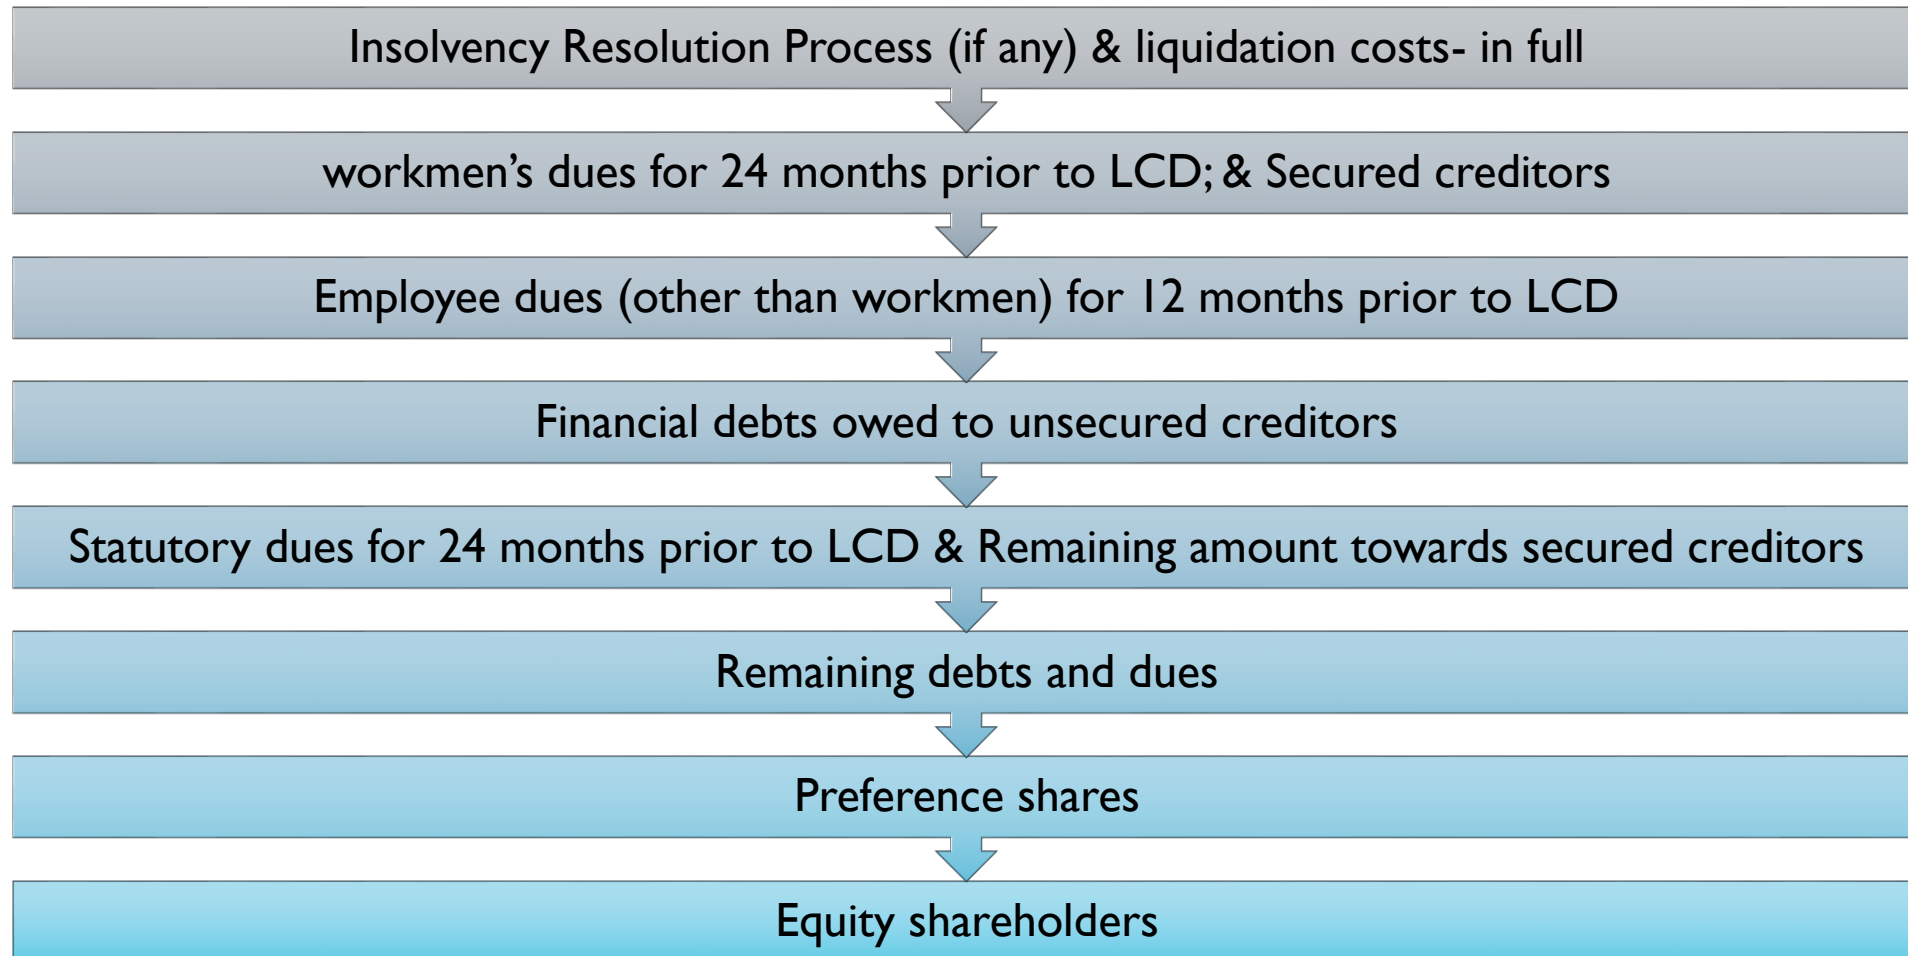 Insolvency Resolution Process (if any) & liquidation costs- in full
workmen’s dues for 24 months prior to LCD; & Secured creditors
Employee dues (other than workmen) for 12 months prior to LCD
Financial debts owed to unsecured creditors
Statutory dues for 24 months prior to LCD & Remaining amount towards secured creditors
Remaining debts and dues
Preference shares
Equity shareholders